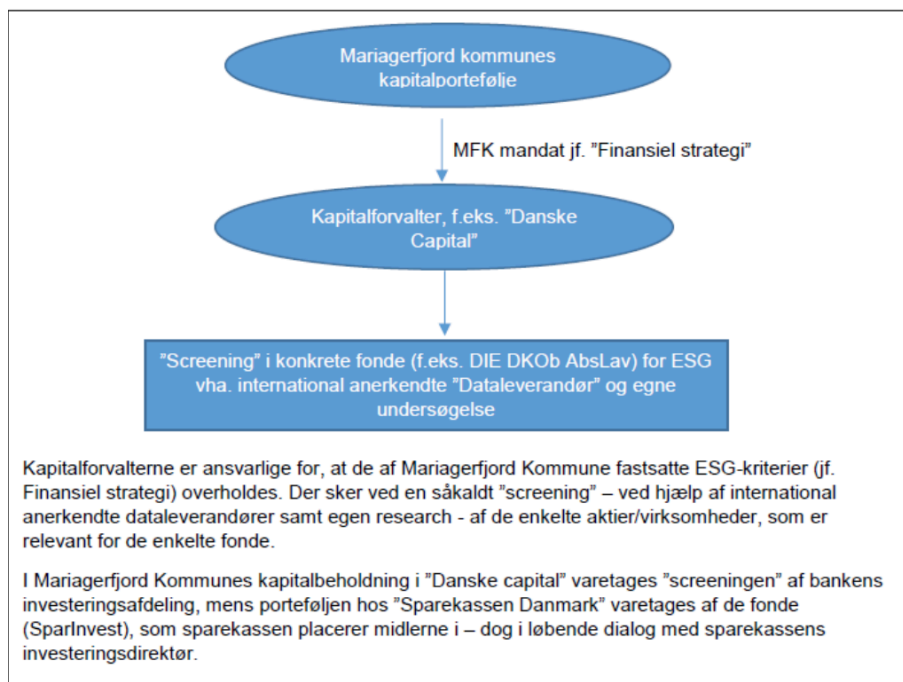 Mariagerfjord kommunes
kapitalportefølje
MFK mandat jf. ”Finansiel strategi”
Kapitalforvalter, f.eks. ”Danske
Capital”
”Screening” i konkrete fonde (f.eks. DIE DKOb AbsLav) for ESG
vha. international anerkendte ”Dataleverandør” og egne
undersøgelse
Kapitalforvalterne er ansvarlige for, at de af Mariagerfjord Kommune fastsatte ESG-kriterier (jf.
Finansiel strategi) overholdes. Der sker ved en såkaldt ”screening” – ved hjælp af international
anerkendte dataleverandører samt egen research - af de enkelte aktier/virksomheder, som er
relevant for de enkelte fonde.
I Mariagerfjord Kommunes kapitalbeholdning i ”Danske capital” varetages ”screeningen” af bankens
investeringsafdeling, mens porteføljen hos ”Sparekassen Danmark” varetages af de fonde
(SparInvest), som sparekassen placerer midlerne i – dog i løbende dialog med sparekassens
investeringsdirektør.